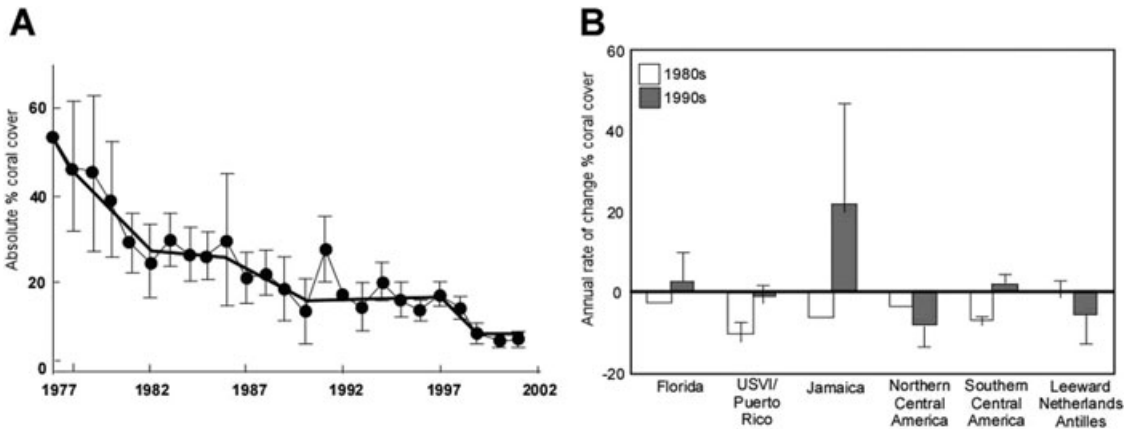 A
Absolute % coral cover
60
40
20
0
1977 1982 1987 1992 1997 2002
B
Annual rate of change % coral cover
60
40
20
0
-20
1980s
1990s
Florida
USVI/
Puerto
Rico
Jamaica
Northern
Central
America
Southern
Central
America
Leeward
Netherlands
Antilles